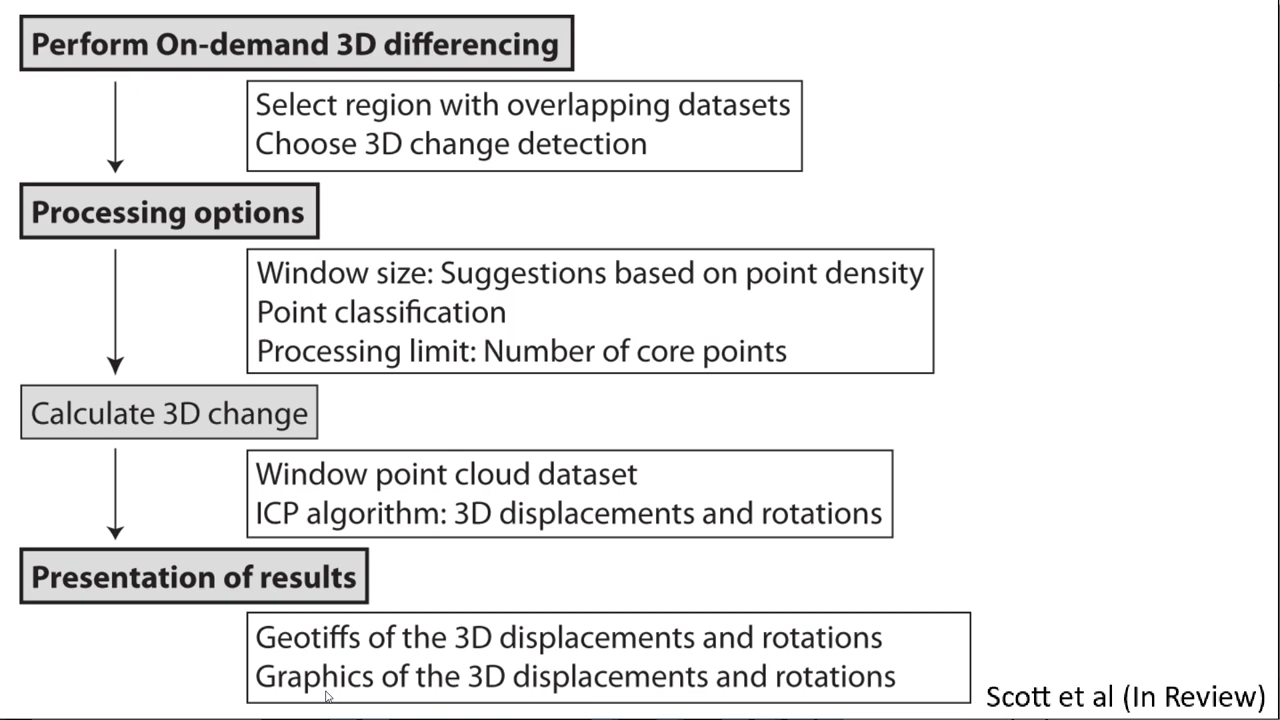 Perform On-demand 3D differencing
Select region with overlapping datasets
Choose 3D change detection
Processing options
Window size: Suggestions based on point density
Point classification
Processing limit: Number of core points
Calculate 3D change
Window point cloud dataset
ICP algorithm: 3D displacements and rotations
Presentation of results
Geotiffs of the 3D displacements and rotations
Graphics of the 3D displacements and rotations
Scott et al (In Review)